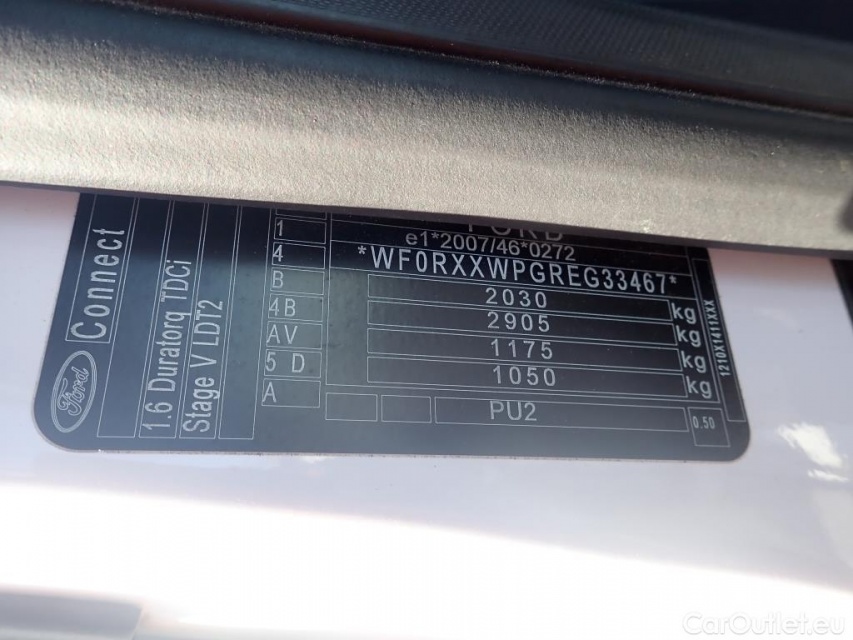 Ford
Connect
1.6 Duratorq TDCi
Stage V LDT2
1
4
B
4B
AV
5 D
A
FORD
e1*2007/46*0272
*WF0RXXWPGREG33467*
2030 kg
2905 kg
1175 kg
1050 kg
PU2
0.50
1210X1411XXX
CarOutlet.eu